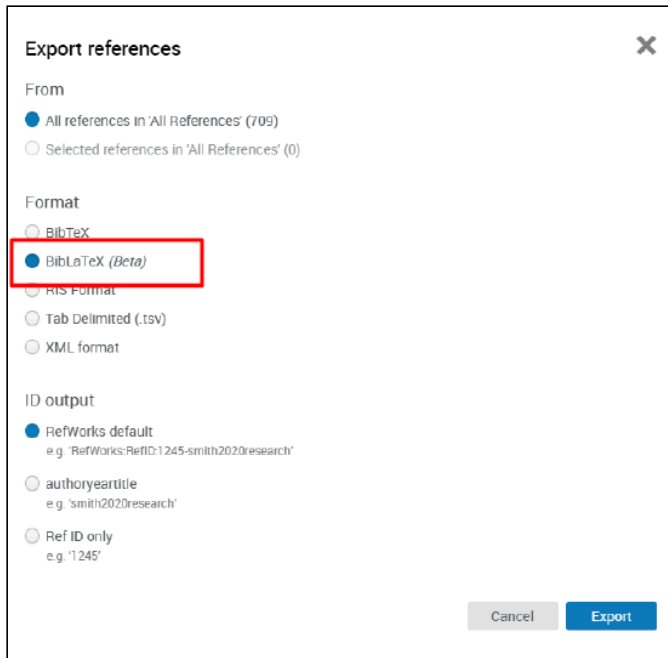 Export references
From
All references in 'All References' (709)
Selected references in 'All References' (0)
Format
BibTeX
BibLaTeX (Beta)
RIS Format
Tab Delimited (.tsv)
XML format
ID output
RefWorks default
e.g. 'RefWorks:RefID:1245-smith2020research'
authoryeartitle
e.g. 'smith2020research'
Ref ID only
e.g. '1245'
Cancel Export